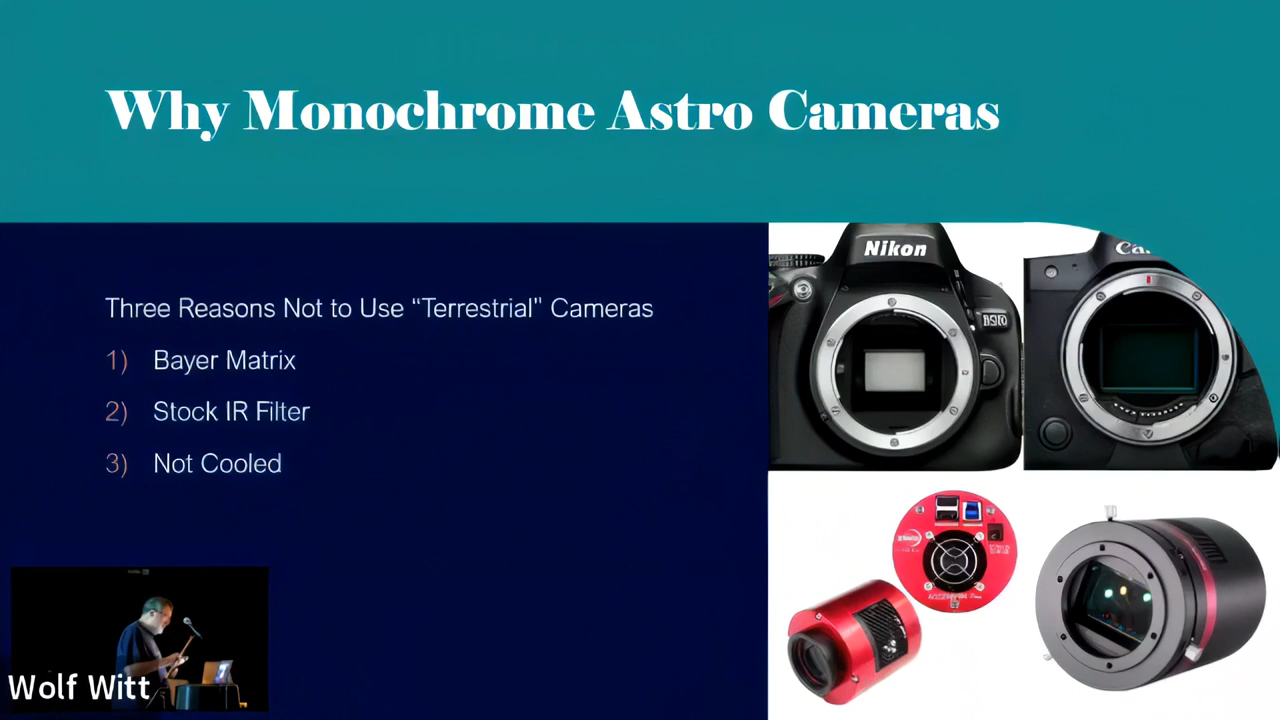 Why Monochrome Astro Cameras
Three Reasons Not to Use “Terrestrial" Cameras
1) Bayer Matrix
2) Stock IR Filter
3) Not Cooled
Nikon
Wolf Witt